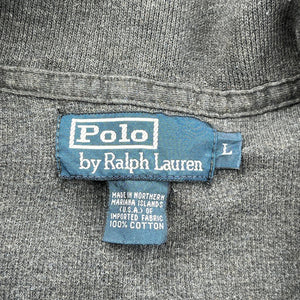 Polo
by Ralph Lauren
L
MADE IN NORTHERN
MARIANA ISLANDS
(U.S.A.) OF
IMPORTED FABRIC
100% COTTON